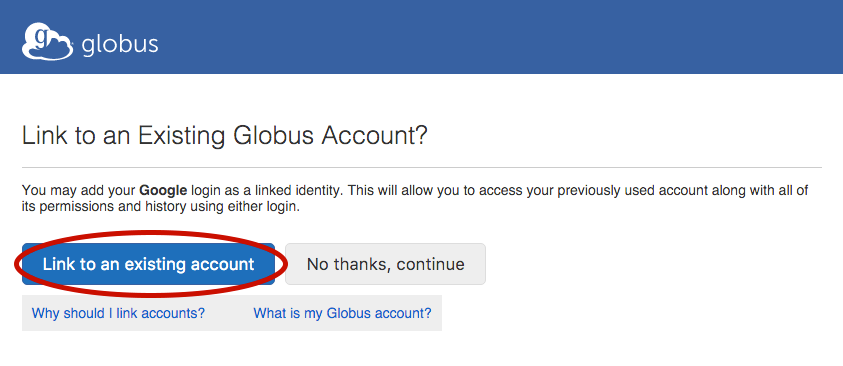 globus
Link to an Existing Globus Account?
You may add your Google login as a linked identity. This will allow you to access your previously used account along with all of
its permissions and history using either login.
Link to an existing account
No thanks, continue
Why should I link accounts?
What is my Globus account?